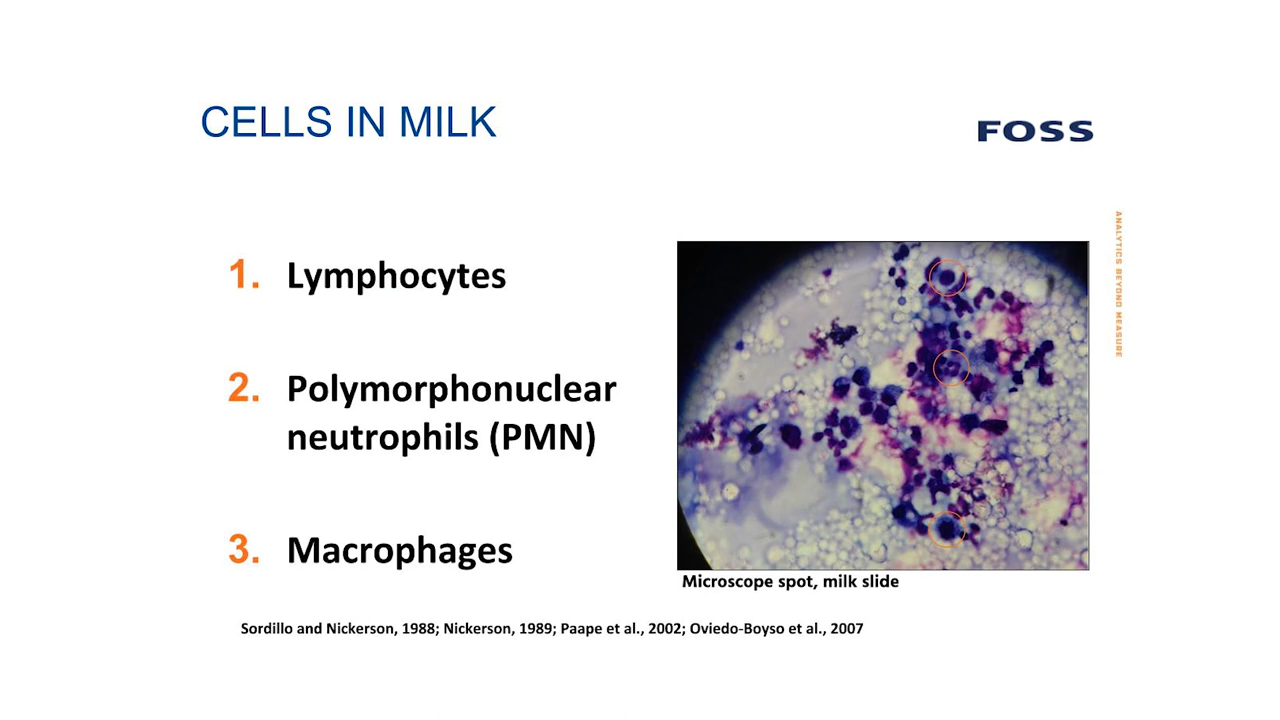 CELLS IN MILK
FOSS
ANALYTICS BEYOND MEASURE
1. Lymphocytes
2. Polymorphonuclear
neutrophils (PMN)
3. Macrophages
Microscope spot, milk slide
Sordillo and Nickerson, 1988; Nickerson, 1989; Paape et al., 2002; Oviedo-Boyso et al., 2007